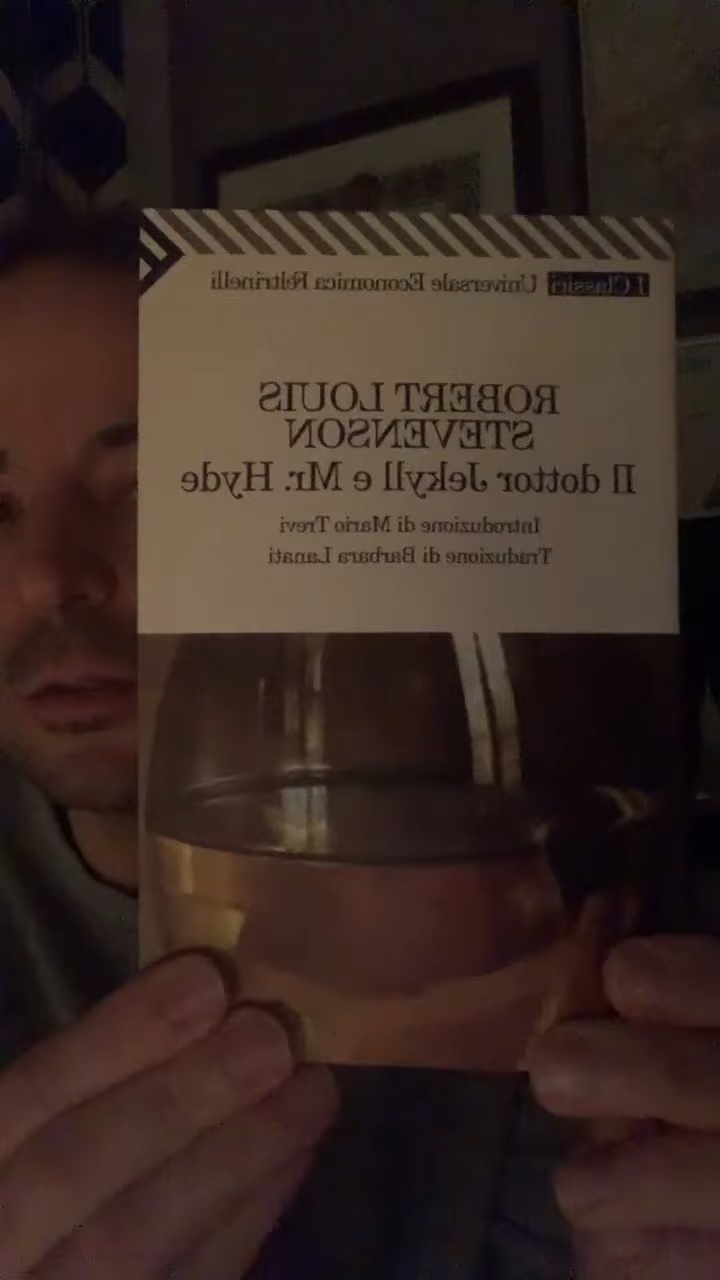 I Classici Universale Economica Feltrinelli
ROBERT LOUIS
STEVENSON
Il dottor Jekyll e Mr. Hyde
Introduzione di Mario Trevi
Traduzione di Barbara Lanati